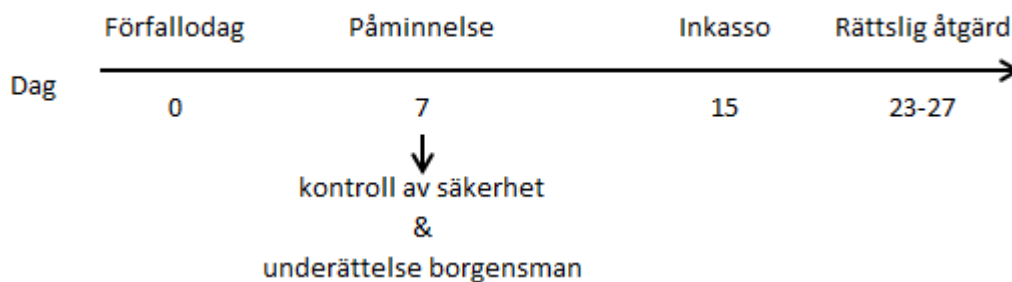 Förfallodag Påminnelse Inkasso Rättslig åtgärd
Dag
0 7 15 23-27
kontroll av säkerhet
&
underättelse borgensman